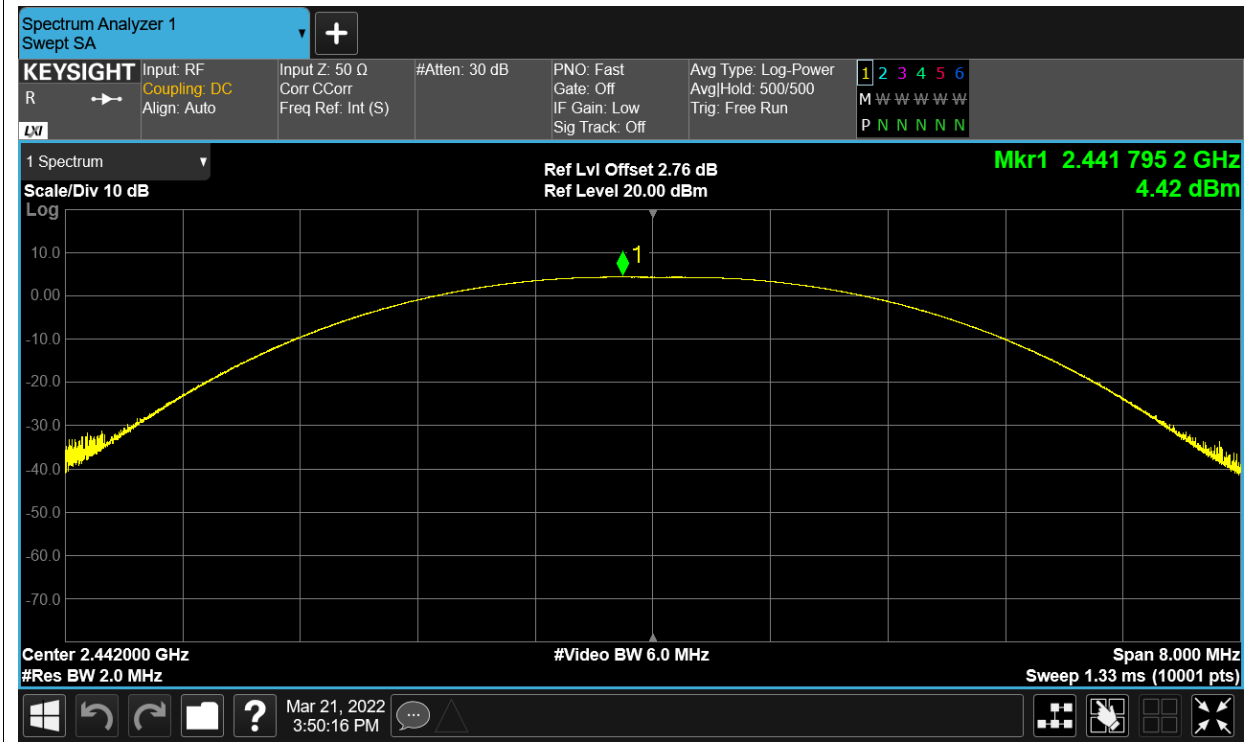 Spectrum Analyzer 1
Swept SA
KEYSIGHT
R
LXI
Input: RF
Coupling: DC
Align: Auto
Input Z: 50 Ω
Corr CCorr
Freq Ref: Int (S)
#Atten: 30 dB
PNO: Fast
Gate: Off
IF Gain: Low
Sig Track: Off
Avg Type: Log-Power
Avg|Hold: 500/500
Trig: Free Run
1 2 3 4 5 6
M W W W W W
P N N N N N
1 Spectrum
Scale/Div 10 dB
Log
Ref Lvl Offset 2.76 dB
Ref Level 20.00 dBm
Mkr1 2.441 795 2 GHz
4.42 dBm
1
10.0
0.00
-10.0
-20.0
-30.0
-40.0
-50.0
-60.0
-70.0
Center 2.442000 GHz
#Res BW 2.0 MHz
#Video BW 6.0 MHz
Span 8.000 MHz
Sweep 1.33 ms (10001 pts)
?
Mar 21, 2022
3:50:16 PM